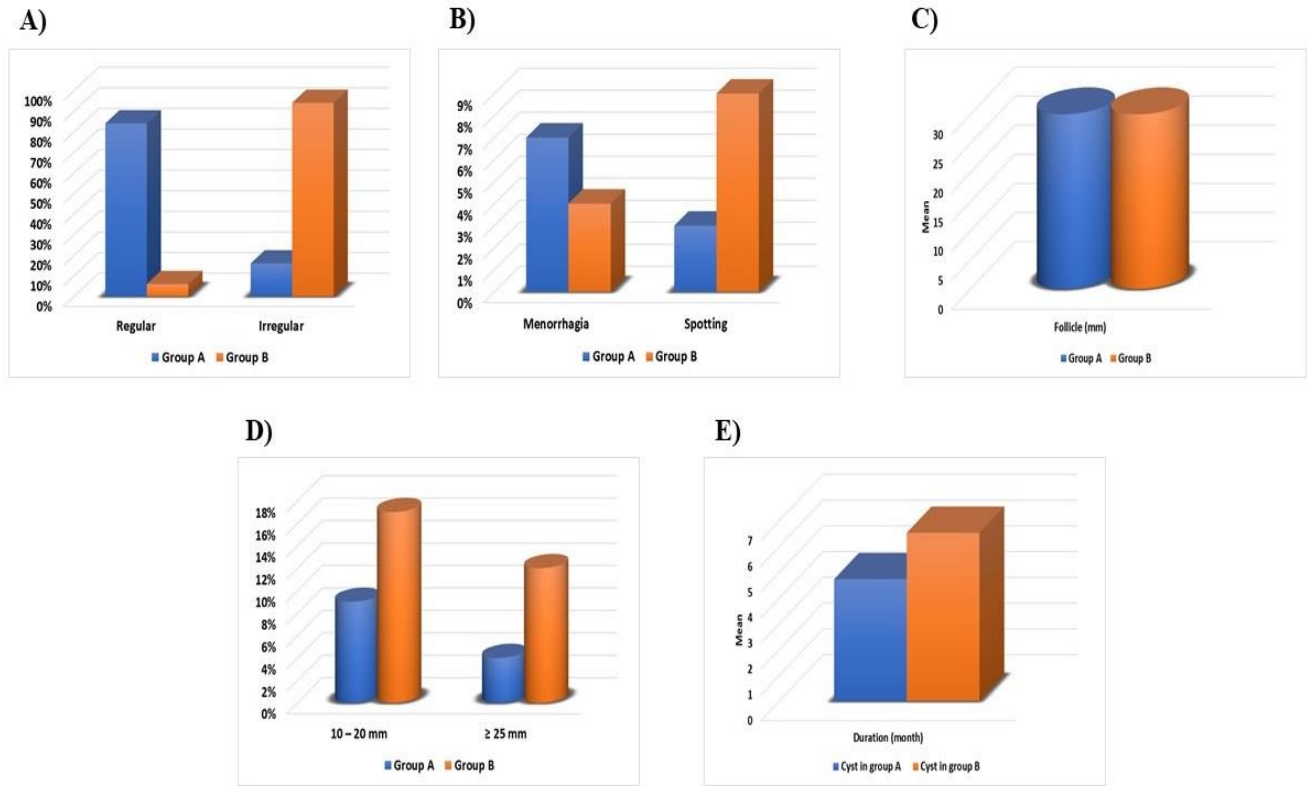 A)
100%
90%
80%
70%
60%
50%
40%
30%
20%
10%
0%
Regular Irregular
Group A Group B
B)
9%
8%
7%
6%
5%
4%
3%
2%
1%
0%
Menorrhagia Spotting
Group A Group B
C)
30
25
20
15
10
5
0
Mean
Follicle (mm)
Group A Group B
D)
18%
16%
14%
12%
10%
8%
6%
4%
2%
0%
10 – 20 mm ≥ 25 mm
Group A Group B
E)
7
6
5
4
3
2
1
0
Mean
Duration (month)
Cyst in group A Cyst in group B